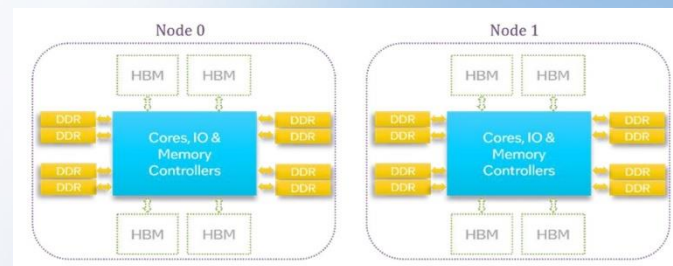 Node 0
HBM HBM
DDR DDR
DDR DDR
Cores, IO &
Memory
Controllers
DDR DDR
DDR DDR
HBM HBM
Node 1
HBM HBM
DDR DDR
DDR DDR
Cores, IO &
Memory
Controllers
DDR DDR
DDR DDR
HBM HBM